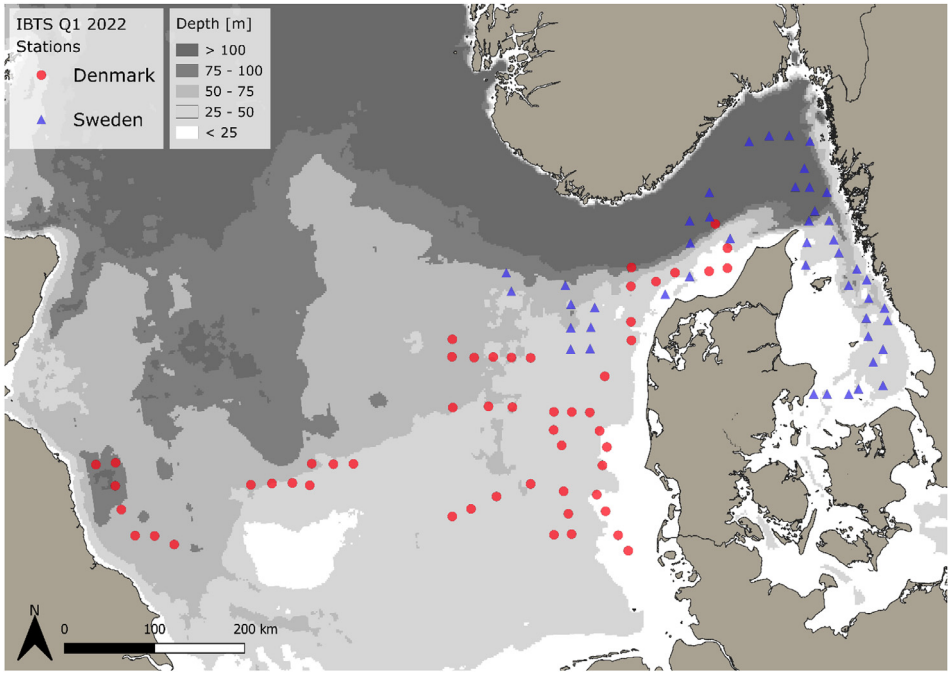 IBTS Q1 2022
Stations
Denmark
Sweden
Depth [m]
> 100
75 - 100
50 - 75
25 - 50
< 25
N
0 100 200 km